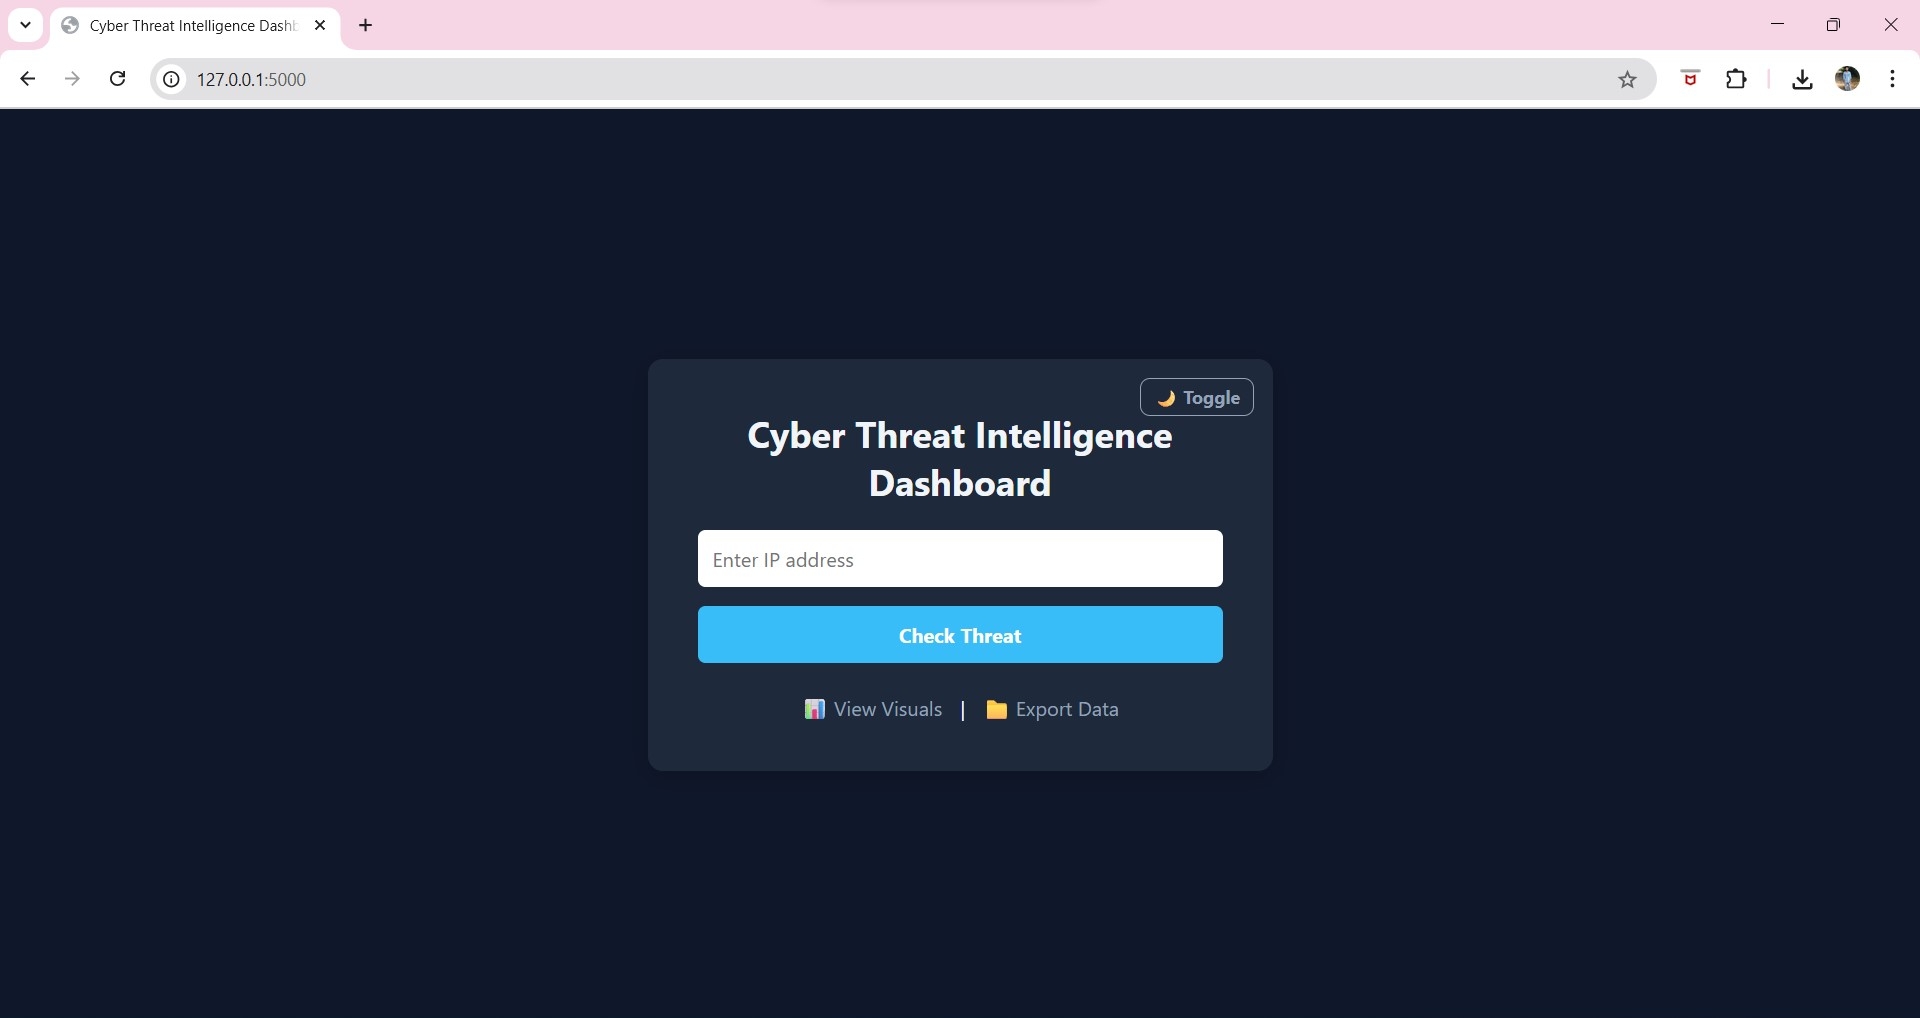 Cyber Threat Intelligence Dashb
127.0.0.1:5000
🌙 Toggle
Cyber Threat Intelligence
Dashboard
Enter IP address
Check Threat
📊 View Visuals | 📁 Export Data